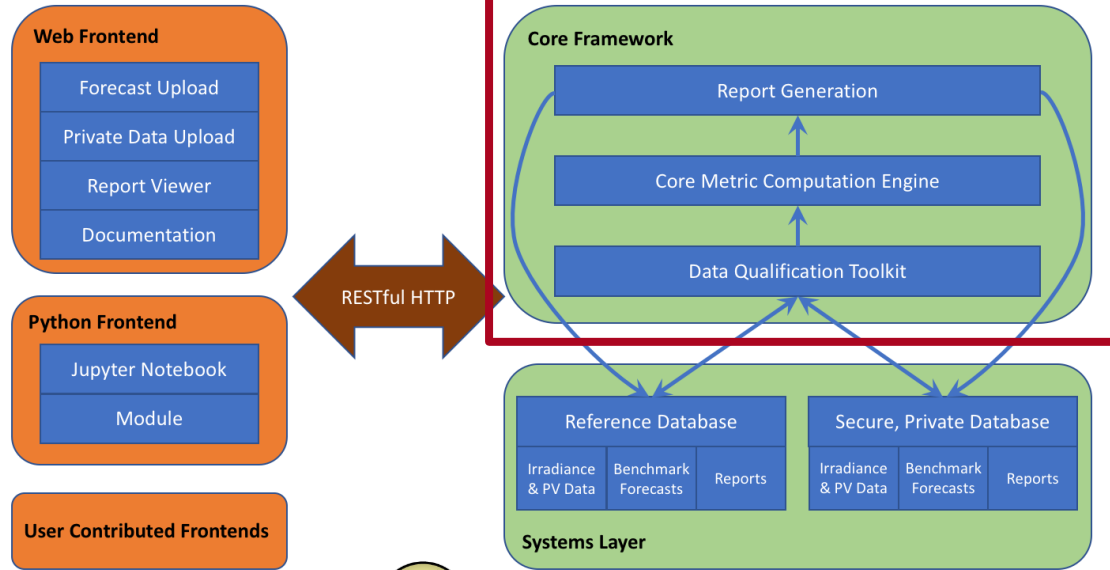 Web Frontend
Forecast Upload
Private Data Upload
Report Viewer
Documentation
Python Frontend
Jupyter Notebook
Module
User Contributed Frontends
RESTful HTTP
Core Framework
Report Generation
Core Metric Computation Engine
Data Qualification Toolkit
Reference Database
Irradiance
& PV Data
Benchmark
Forecasts
Reports
Secure, Private Database
Irradiance
& PV Data
Benchmark
Forecasts
Reports
Systems Layer